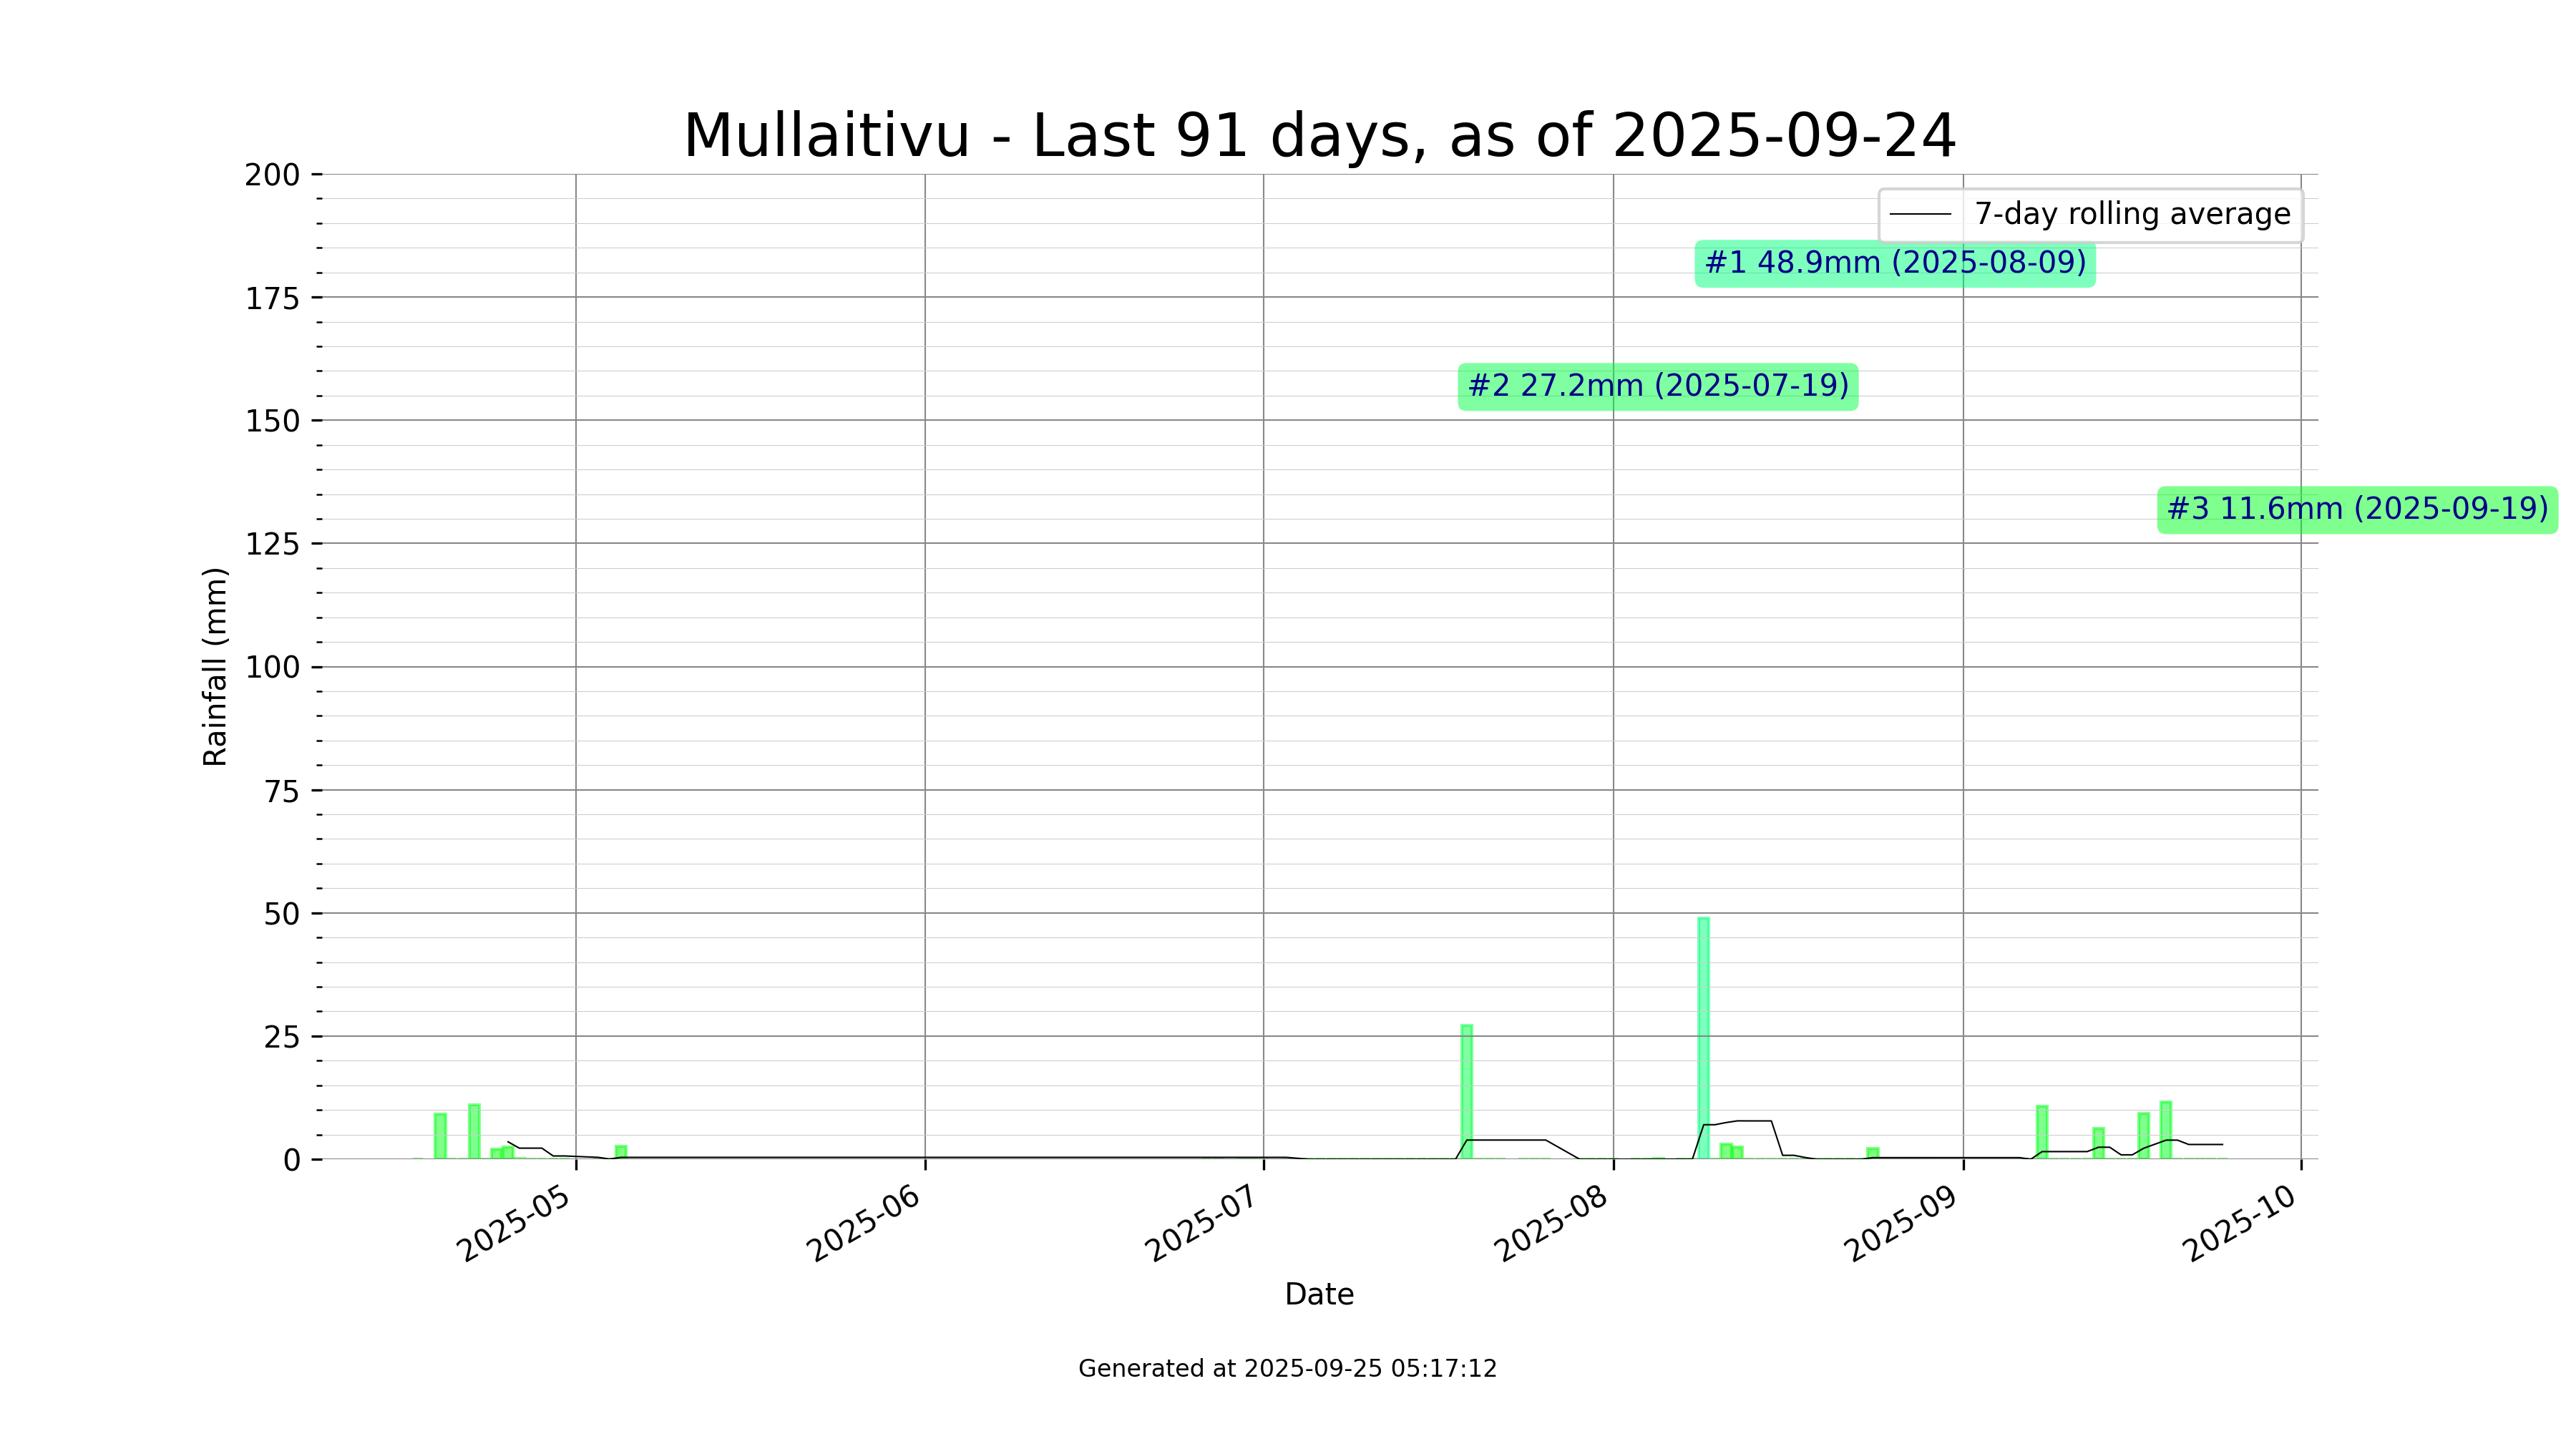 Mullaitivu - Last 91 days, as of 2025-09-24
7-day rolling average
#1 48.9mm (2025-08-09)
#2 27.2mm (2025-07-19)
#3 11.6mm (2025-09-19)
Rainfall (mm)
200
175
150
125
100
75
50
25
0
2025-05
2025-06
2025-07
2025-08
2025-09
2025-10
Date
Generated at 2025-09-25 05:17:12